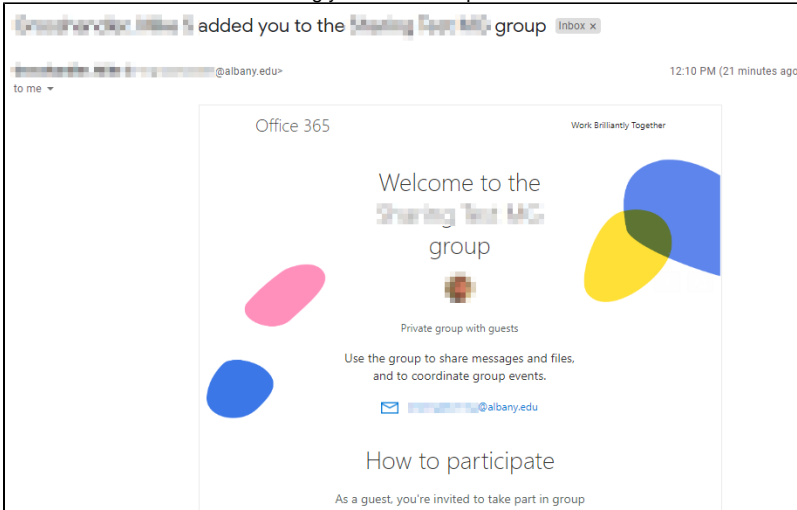 added you to the group Inbox ×
@albany.edu> 12:10 PM (21 minutes ago
to me
Office 365 Work Brilliantly Together
Welcome to the
group
Private group with guests
Use the group to share messages and files,
and to coordinate group events.
@albany.edu
How to participate
As a guest, you're invited to take part in group